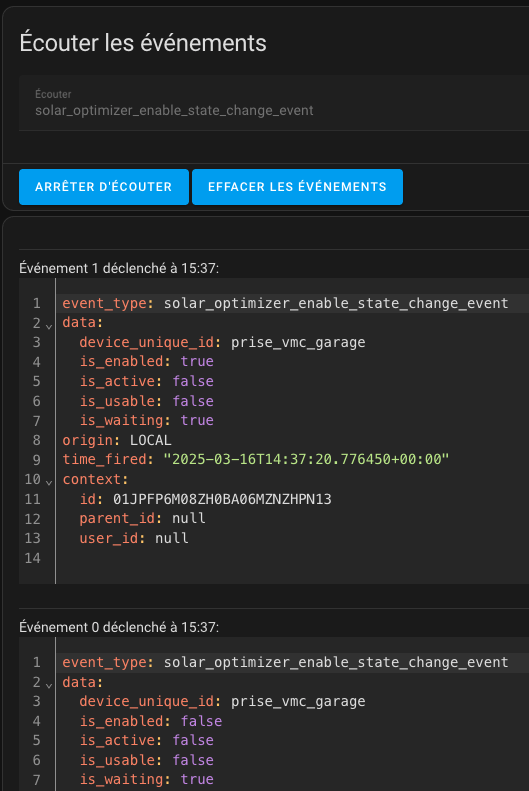 Écouter les événements
Écouter
solar_optimizer_enable_state_change_event
ARRÊTER D'ÉCOUTER EFFACER LES ÉVÉNEMENTS
Événement 1 déclenché à 15:37:
1 event_type: solar_optimizer_enable_state_change_event
2 data:
3 device_unique_id: prise_vmc_garage
4 is_enabled: true
5 is_active: false
6 is_usable: false
7 is_waiting: true
8 origin: LOCAL
9 time_fired: "2025-03-16T14:37:20.776450+00:00"
10 context:
11 id: 01JPFP6M08ZH0BA06MZNZHPN13
12 parent_id: null
13 user_id: null
14
Événement 0 déclenché à 15:37:
1 event_type: solar_optimizer_enable_state_change_event
2 data:
3 device_unique_id: prise_vmc_garage
4 is_enabled: false
5 is_active: false
6 is_usable: false
7 is_waiting: true